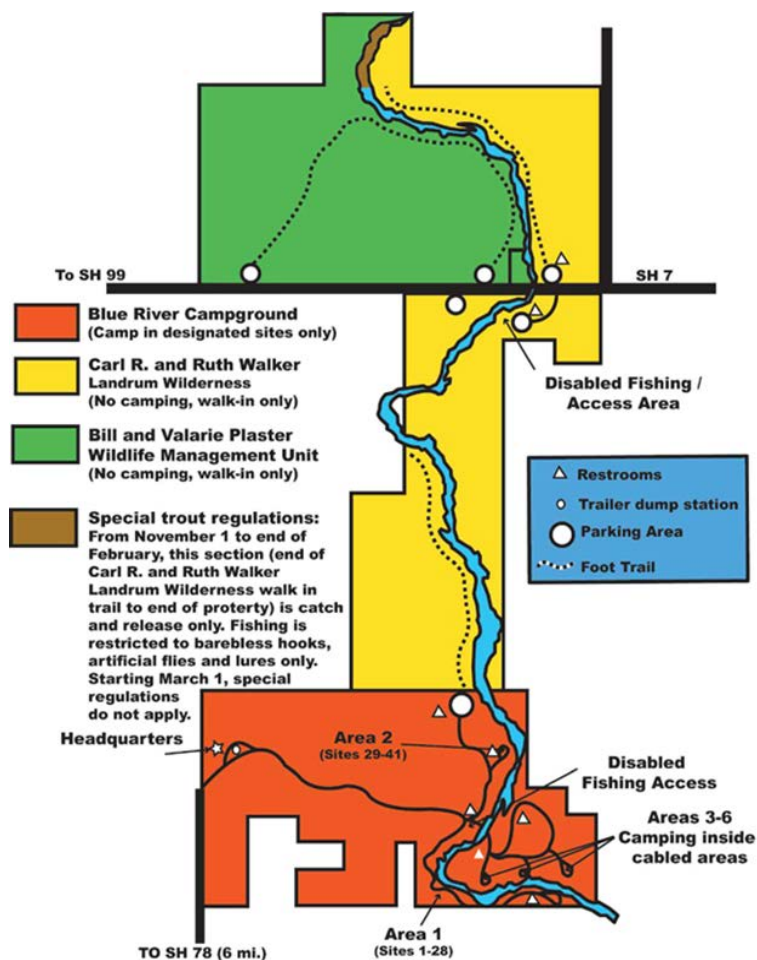 To SH 99
SH 7
Blue River Campground
(Camp in designated sites only)
Carl R. and Ruth Walker
Landrum Wilderness
(No camping, walk-in only)
Bill and Valarie Plaster
Wildlife Management Unit
(No camping, walk-in only)
Special trout regulations:
From November 1 to end of
February, this section (end of
Carl R. and Ruth Walker
Landrum Wilderness walk in
trail to end of proterty) is catch
and release only. Fishing is
restricted to barebless hooks,
artificial flies and lures only.
Starting March 1, special
regulations
do not apply.
Disabled Fishing /
Access Area
Restrooms
Trailer dump station
Parking Area
Foot Trail
Headquarters
Area 2
(Sites 29-41)
Disabled
Fishing Access
Areas 3-6
Camping inside
cabled areas
Area 1
(Sites 1-28)
TO SH 78 (6 mi.)